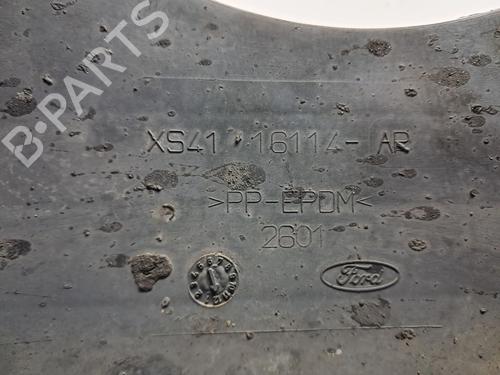 B-PARTS
XS41 16114- AR
>PP-EPDM<
2601
Ford